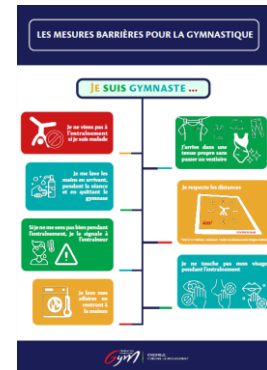 LES MESURES BARRIÈRES POUR LA GYMNASTIQUE
JE SUIS GYMNASTE ...
je ne viens pas à
l'entraînement
si je suis malade
j'arrive dans une
tenue propre sans
passer au vestiaire
je me lave les
mains en arrivant,
pendant la séance
et en quittant le
gymnase
je respecte les distances
Si je ne me sens pas bien pendant
l'entraînement, je le signale à
l'entraîneur
je ne touche pas mon visage
pendant l'entraînement
je lave mes
affaires en
rentrant à
la maison
Gym